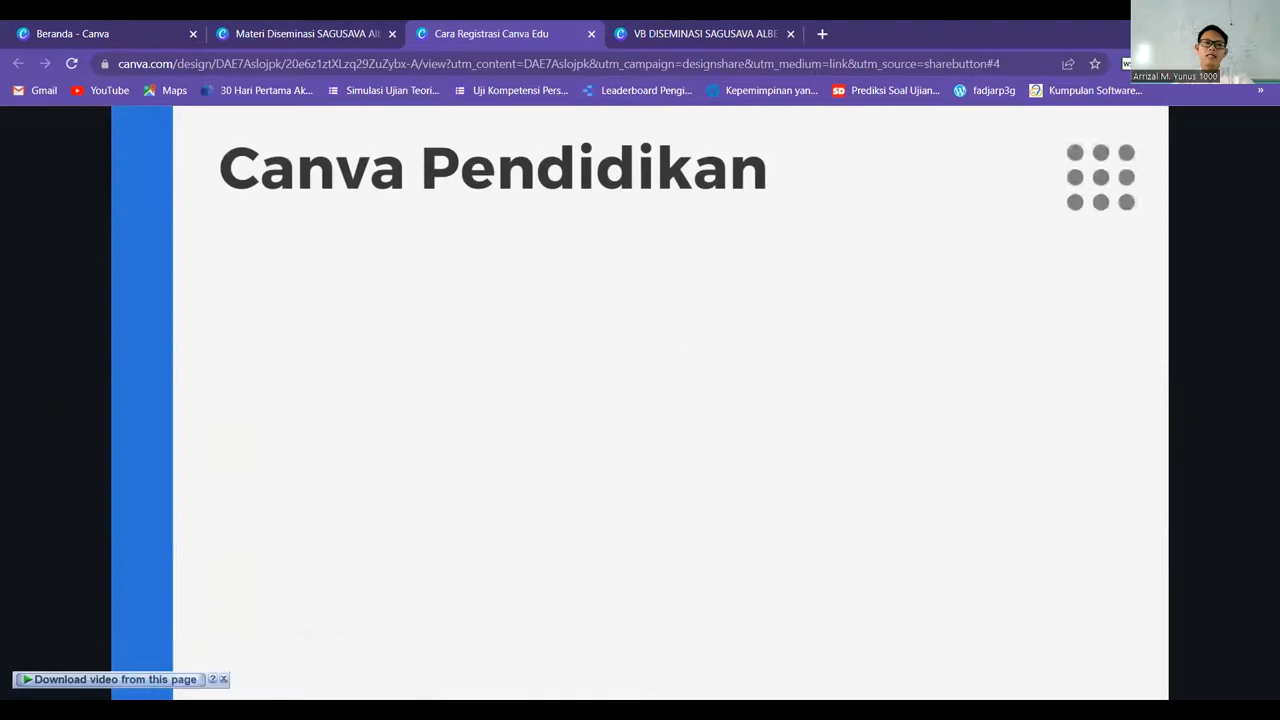 Beranda - Canva
Materi Diseminasi SAGUSAVA Alb
Cara Registrasi Canva Edu
VB DISEMINASI SAGUSAVA ALBE
canva.com/design/DAE7Aslojpk/20e6z1ztXLzq29ZuZybx-A/view?utm_content=DAE7Aslojpk&utm_campaign=designshare&utm_medium=link&utm_source=sharebutton#4
Arrizal M. Yunus 1000
Gmail
YouTube
Maps
30 Hari Pertama Ak...
Simulasi Ujian Teori...
Uji Kompetensi Pers...
Leaderboard Pengi...
Kepemimpinan yan...
Prediksi Soal Ujian...
fadjarp3g
Kumpulan Software...
Canva Pendidikan
Download video from this page